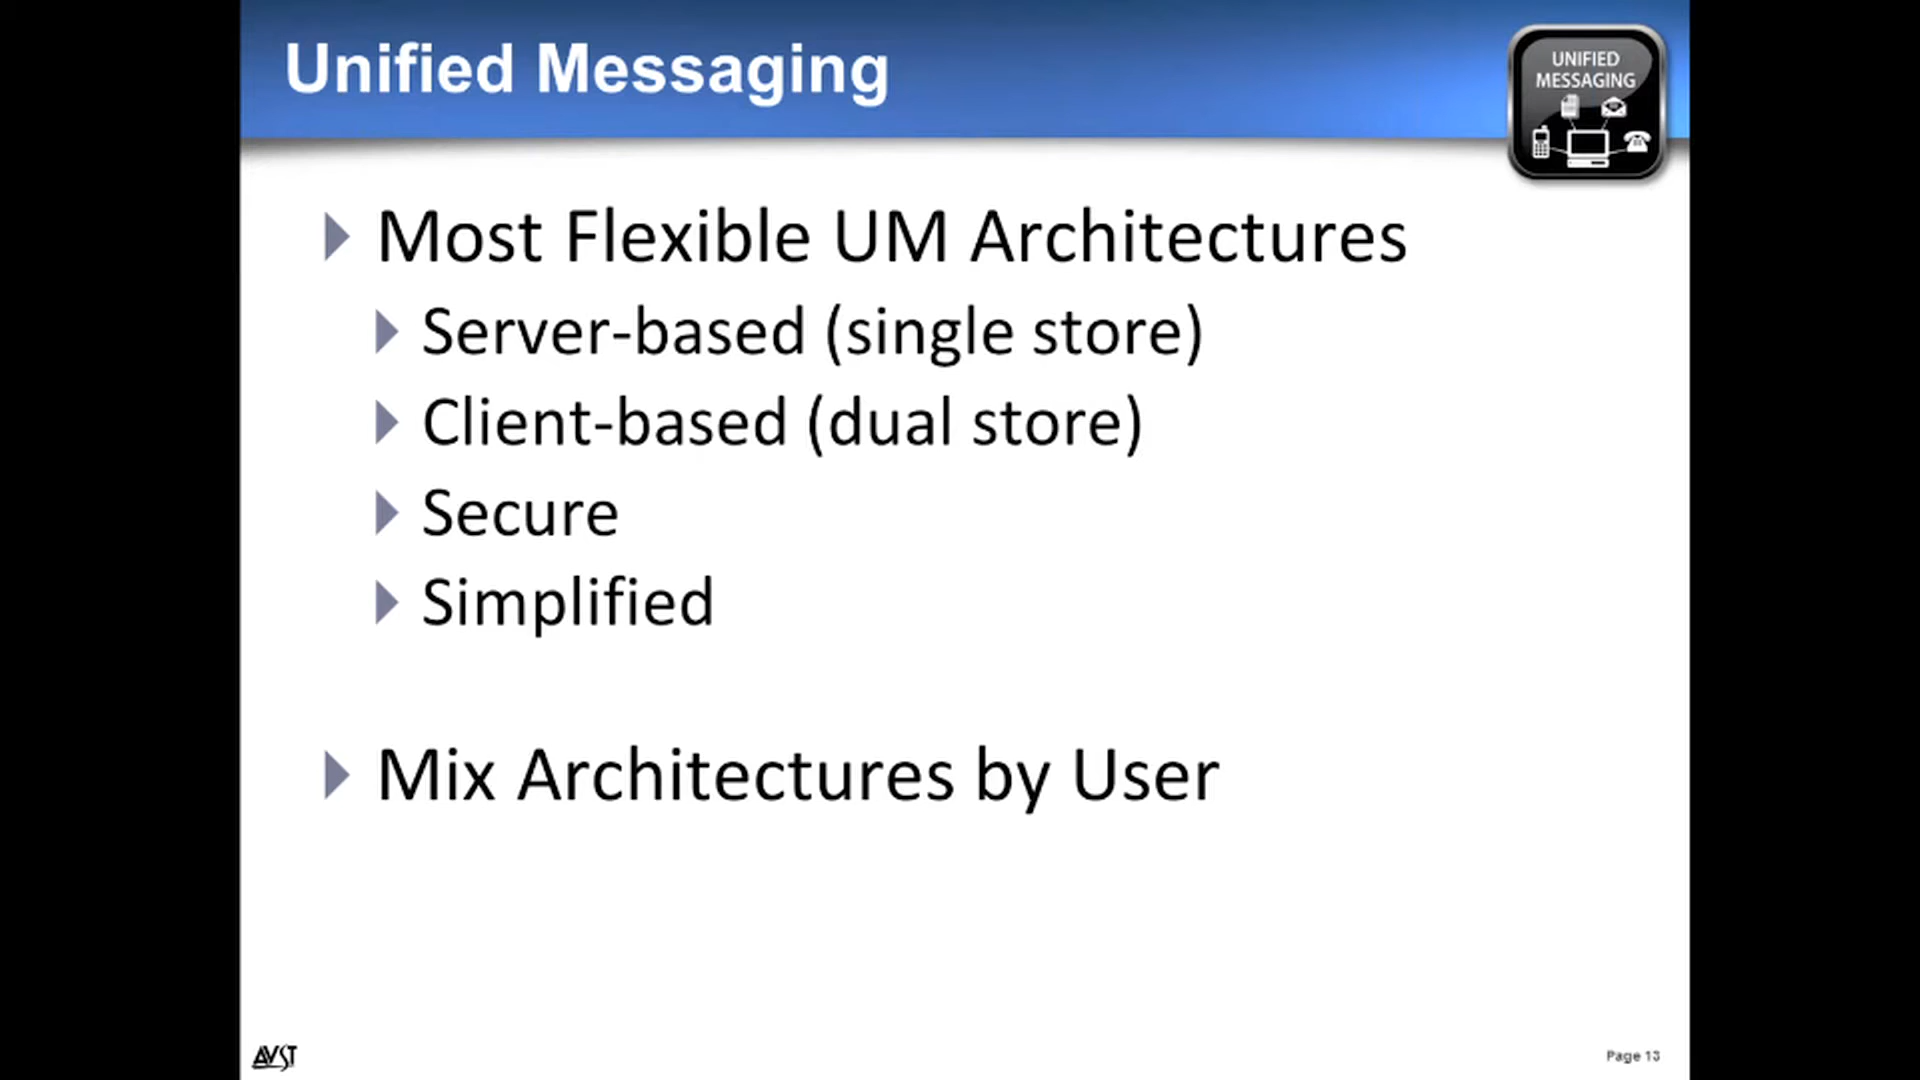 Unified Messaging
UNIFIED
MESSAGING
Most Flexible UM Architectures
Server-based (single store)
Client-based (dual store)
Secure
Simplified
Mix Architectures by User
AVST
Page 13